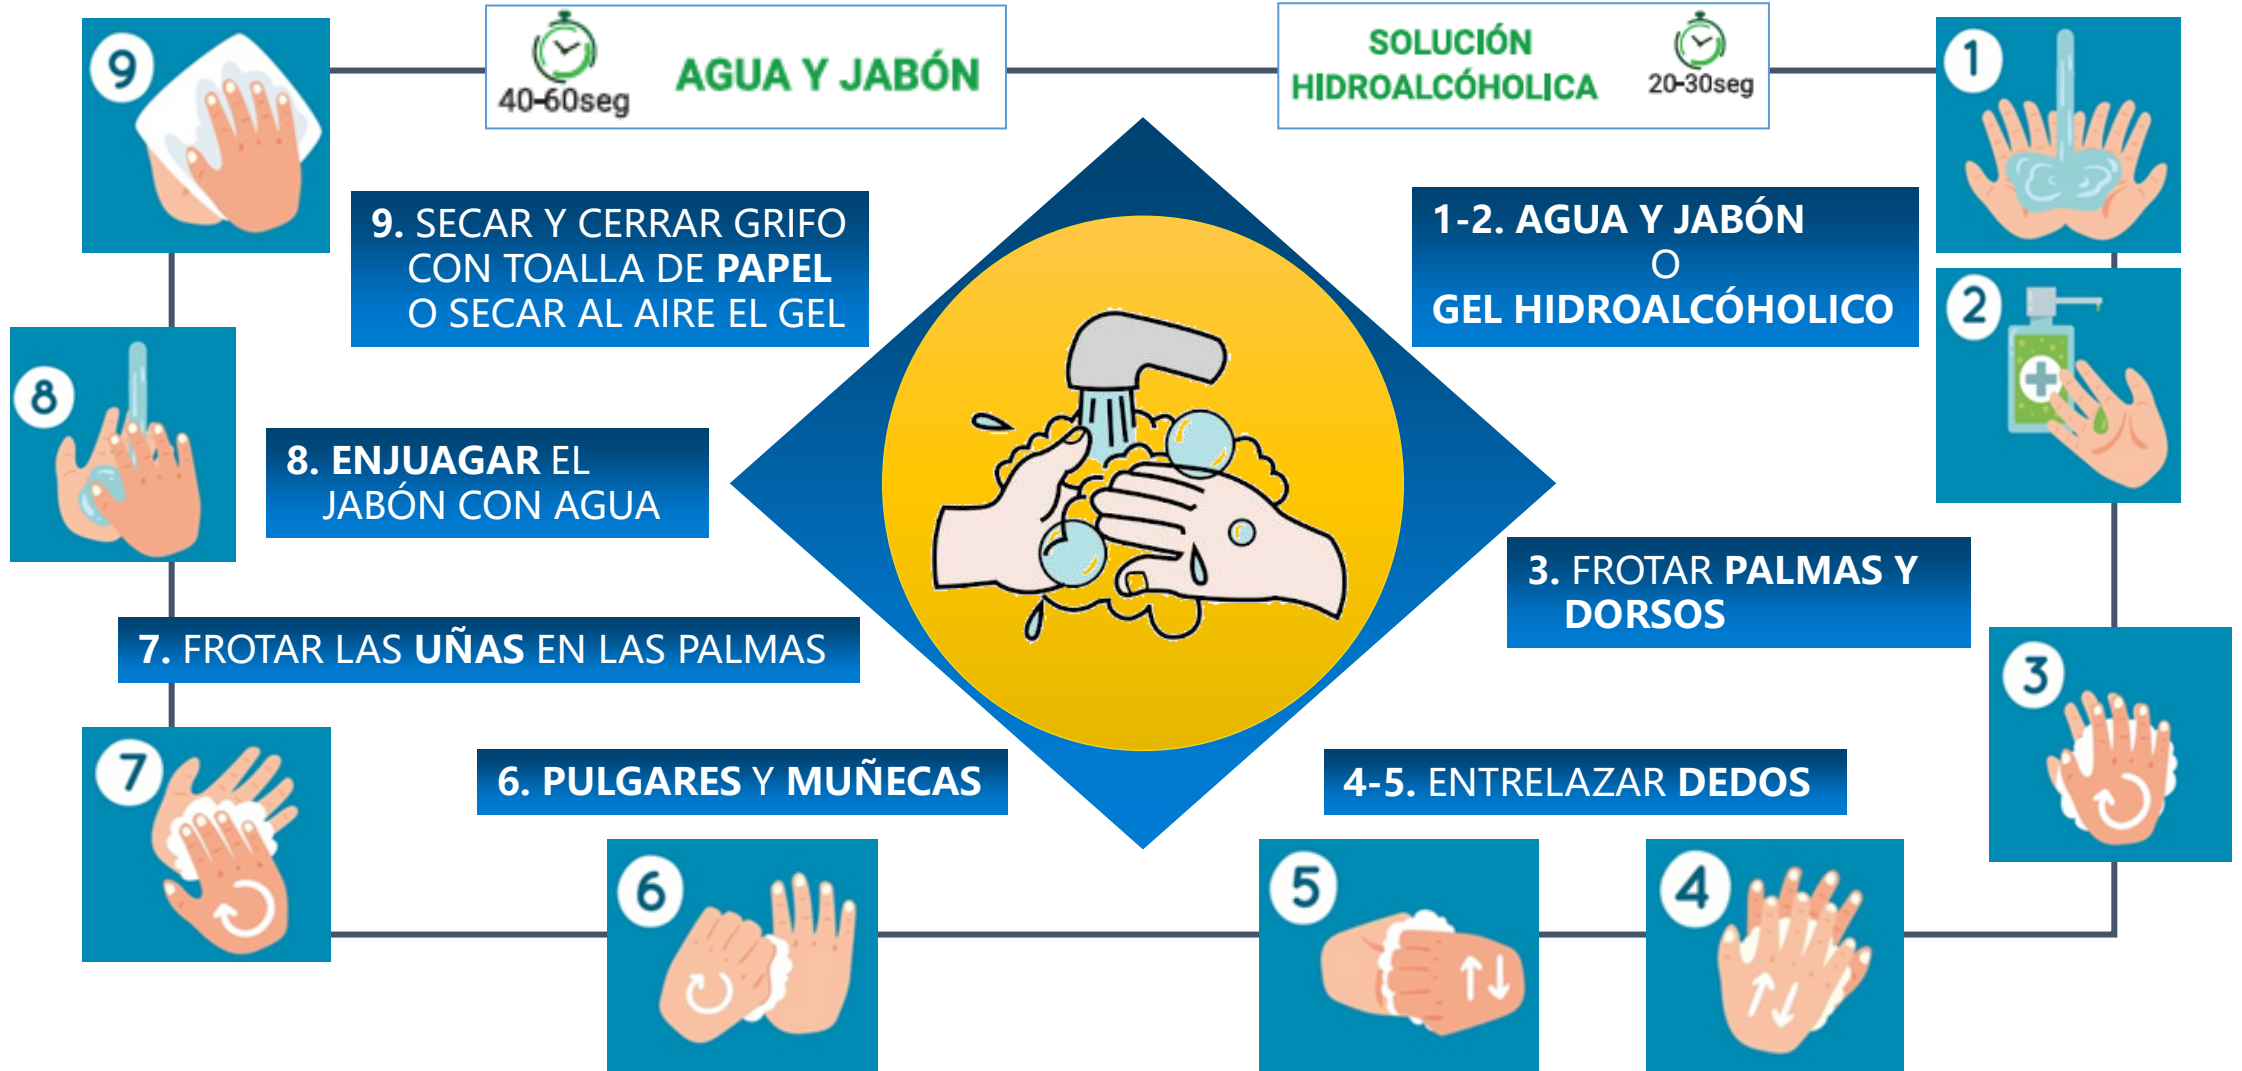 40-60seg
AGUA Y JABÓN
SOLUCIÓN
HIDROALCÓHOLICA
20-30seg
1
1-2. AGUA Y JABÓN
O
GEL HIDROALCÓHOLICO
2
3. FROTAR PALMAS Y
DORSOS
3
4-5. ENTRELAZAR DEDOS
4
5
6. PULGARES Y MUÑECAS
6
7. FROTAR LAS UÑAS EN LAS PALMAS
7
8. ENJUAGAR EL
JABÓN CON AGUA
8
9. SECAR Y CERRAR GRIFO
CON TOALLA DE PAPEL
O SECAR AL AIRE EL GEL
9